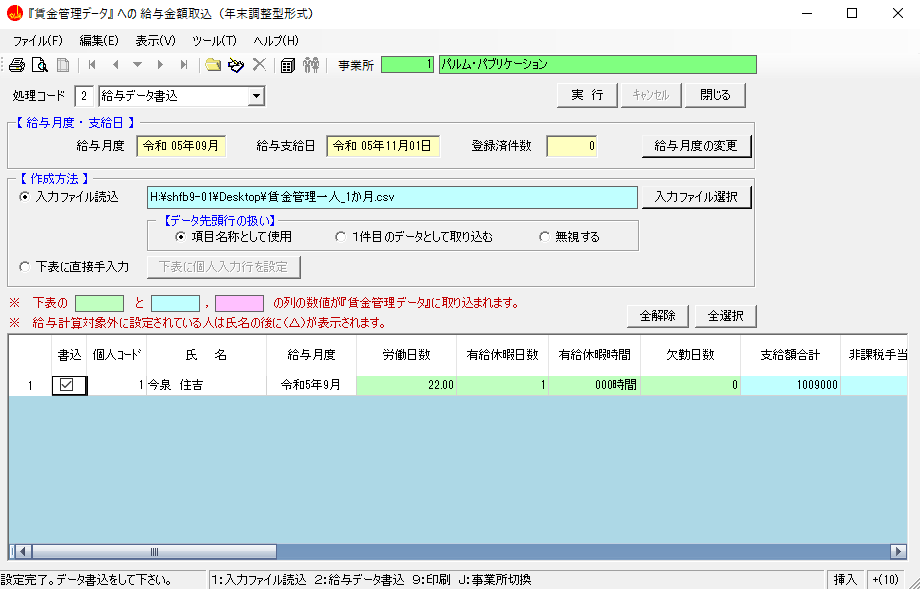 『賃金管理データ』への 給与金額取込（年末調整型形式）
ファイル(F) 編集(E) 表示(V) ツール(T) ヘルプ(H)
事業所 1 パルム・パブリケーション
処理コード 2 給与データ書込 実 行 キャンセル 閉じる
【 給与月度・支給日 】
給与月度 令和 05年09月 給与支給日 令和 05年11月01日 登録済件数 0 給与月度の変更
【 作成方法 】
入力ファイル読込 H:¥shfb9-01¥Desktop¥賃金管理一人_1か月.csv 入力ファイル選択
【データ先頭行の扱い】
項目名称として使用 1件目のデータとして取り込む 無視する
下表に直接手入力 下表に個人入力行を設定
※ 下表の と , の列の数値が『賃金管理データ』に取り込まれます。
※ 給与計算対象外に設定されている人は氏名の後に（△）が表示されます。
全解除 全選択
書込 個人コード 氏 名 給与月度 労働日数 有給休暇日数 有給休暇時間 欠勤日数 支給額合計 非課税手当
1 1 今泉 住吉 令和5年9月 22.00 1 000時間 0 1009000
設定完了。データ書込をして下さい。 1:入力ファイル読込 2:給与データ書込 9:印刷 J:事業所切換 挿入 +(10)